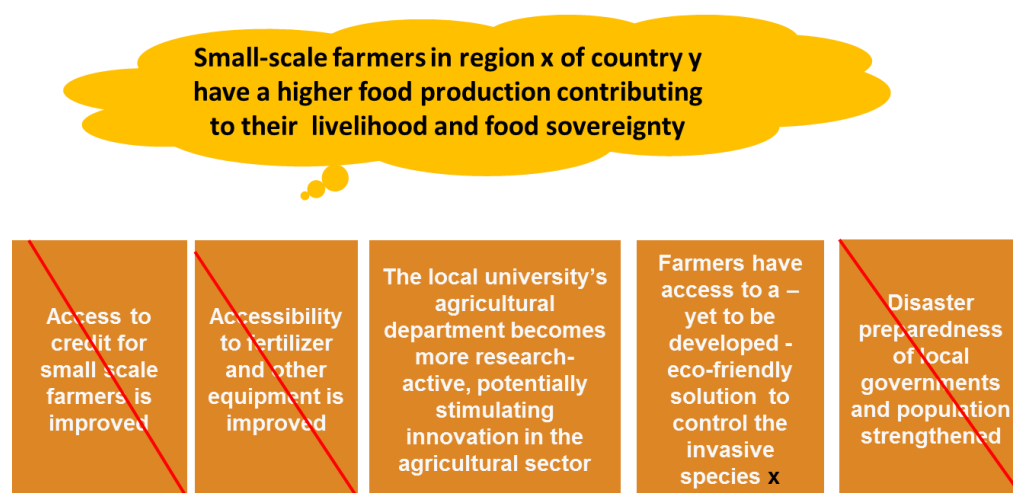 Small-scale farmers in region x of country y
have a higher food production contributing
to their livelihood and food sovereignty
Access to
credit for
small scale
farmers is
improved
Accessibility
to fertilizer
and other
equipment is
improved
The local university’s
agricultural
department becomes
more research-
active, potentially
stimulating
innovation in the
agricultural sector
Farmers have
access to a –
yet to be
developed -
eco-friendly
solution to
control the
invasive
species x
Disaster
preparedness
of local
governments
and population
strengthened